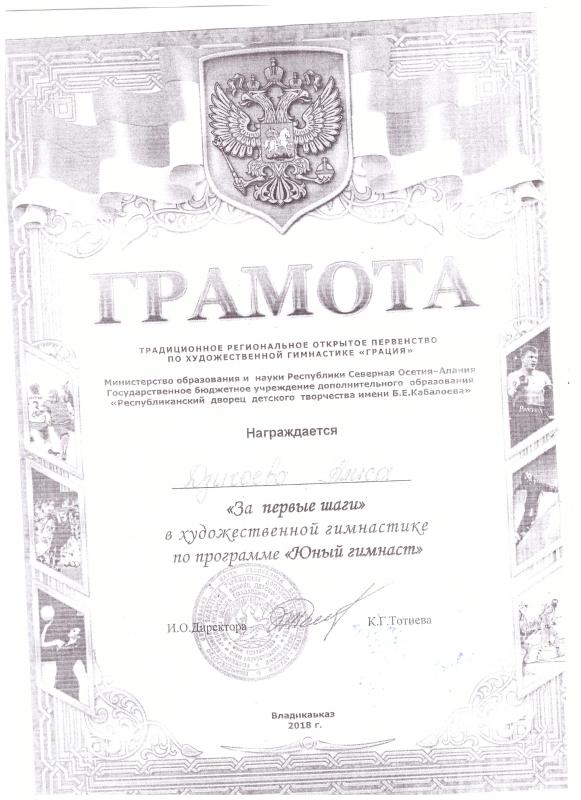 ГРАМОТА
ТРАДИЦИОННОЕ РЕГИОНАЛЬНОЕ ОТКРЫТОЕ ПЕРВЕНСТВО
ПО ХУДОЖЕСТВЕННОЙ ГИМНАСТИКЕ «ГРАЦИЯ»
Министерство образования и науки Республики Северная Осетия–Алания
Государственное бюджетное учреждение дополнительного образования
«Республиканский дворец детского творчества имени Б.Е.Кабалоева»
Награждается
Алиса
«За первые шаги»
в художественной гимнастике
по программе «Юный гимнаст»
И.О.Директора К.Г.Тотиева
Владикавказ
2018 г.